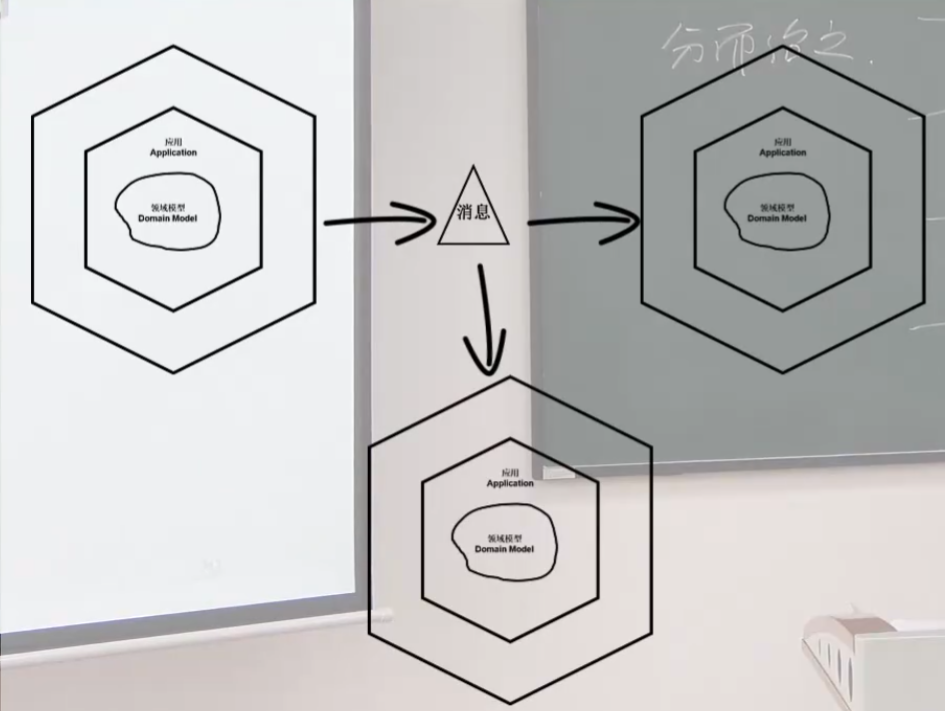 分而治之.
应用
Application
领域模型
Domain Model
消息
应用
Application
领域模型
Domain Model
应用
Application
领域模型
Domain Model